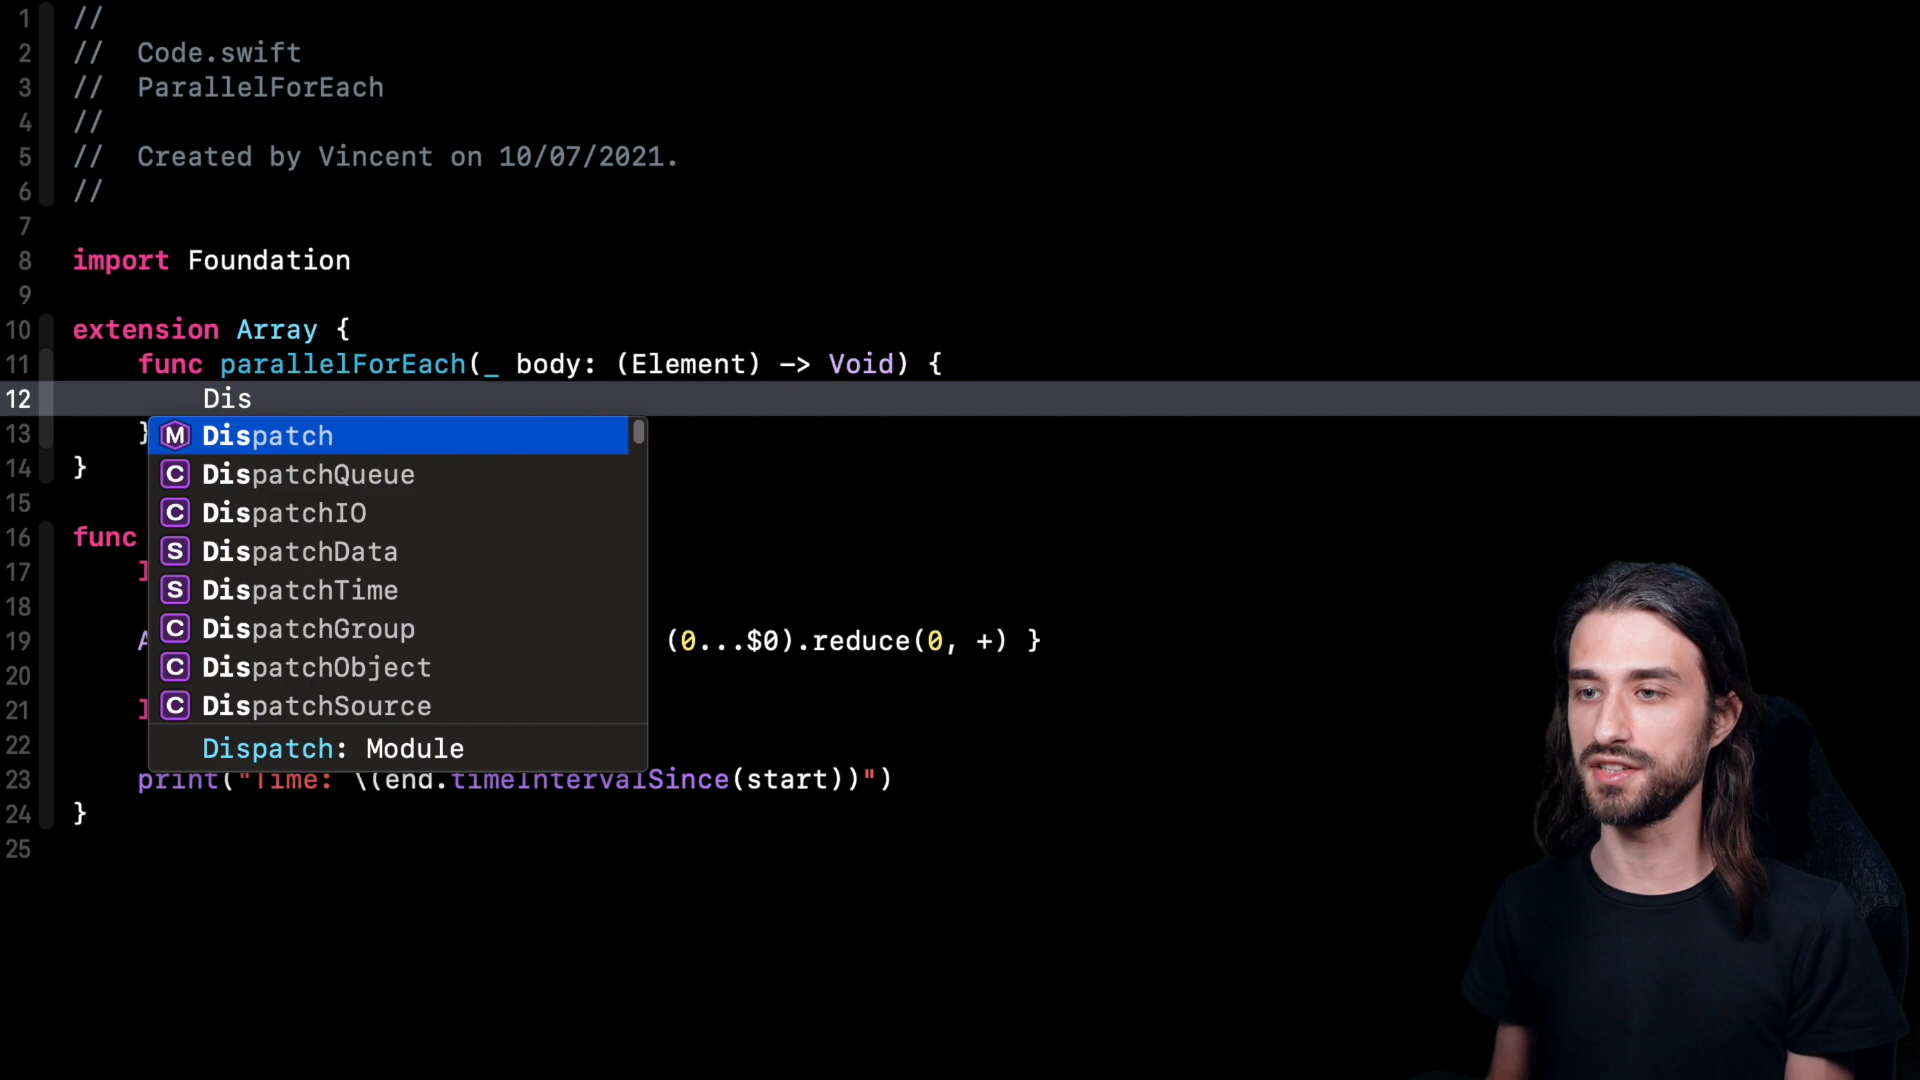 1 //
2 // Code.swift
3 // ParallelForEach
4 //
5 // Created by Vincent on 10/07/2021.
6 //
7
8 import Foundation
9
10 extension Array {
11 func parallelForEach(_ body: (Element) -> Void) {
12 Dis
13 }
M Dispatch
14 }
C DispatchQueue
15
C DispatchIO
16 func
S DispatchData
17
S DispatchTime
18
C DispatchGroup
19 A (0...$0).reduce(0, +) }
20
C DispatchObject
21
C DispatchSource
22
Dispatch: Module
23 print("Time: \(end.timeIntervalSince(start))")
24 }
25